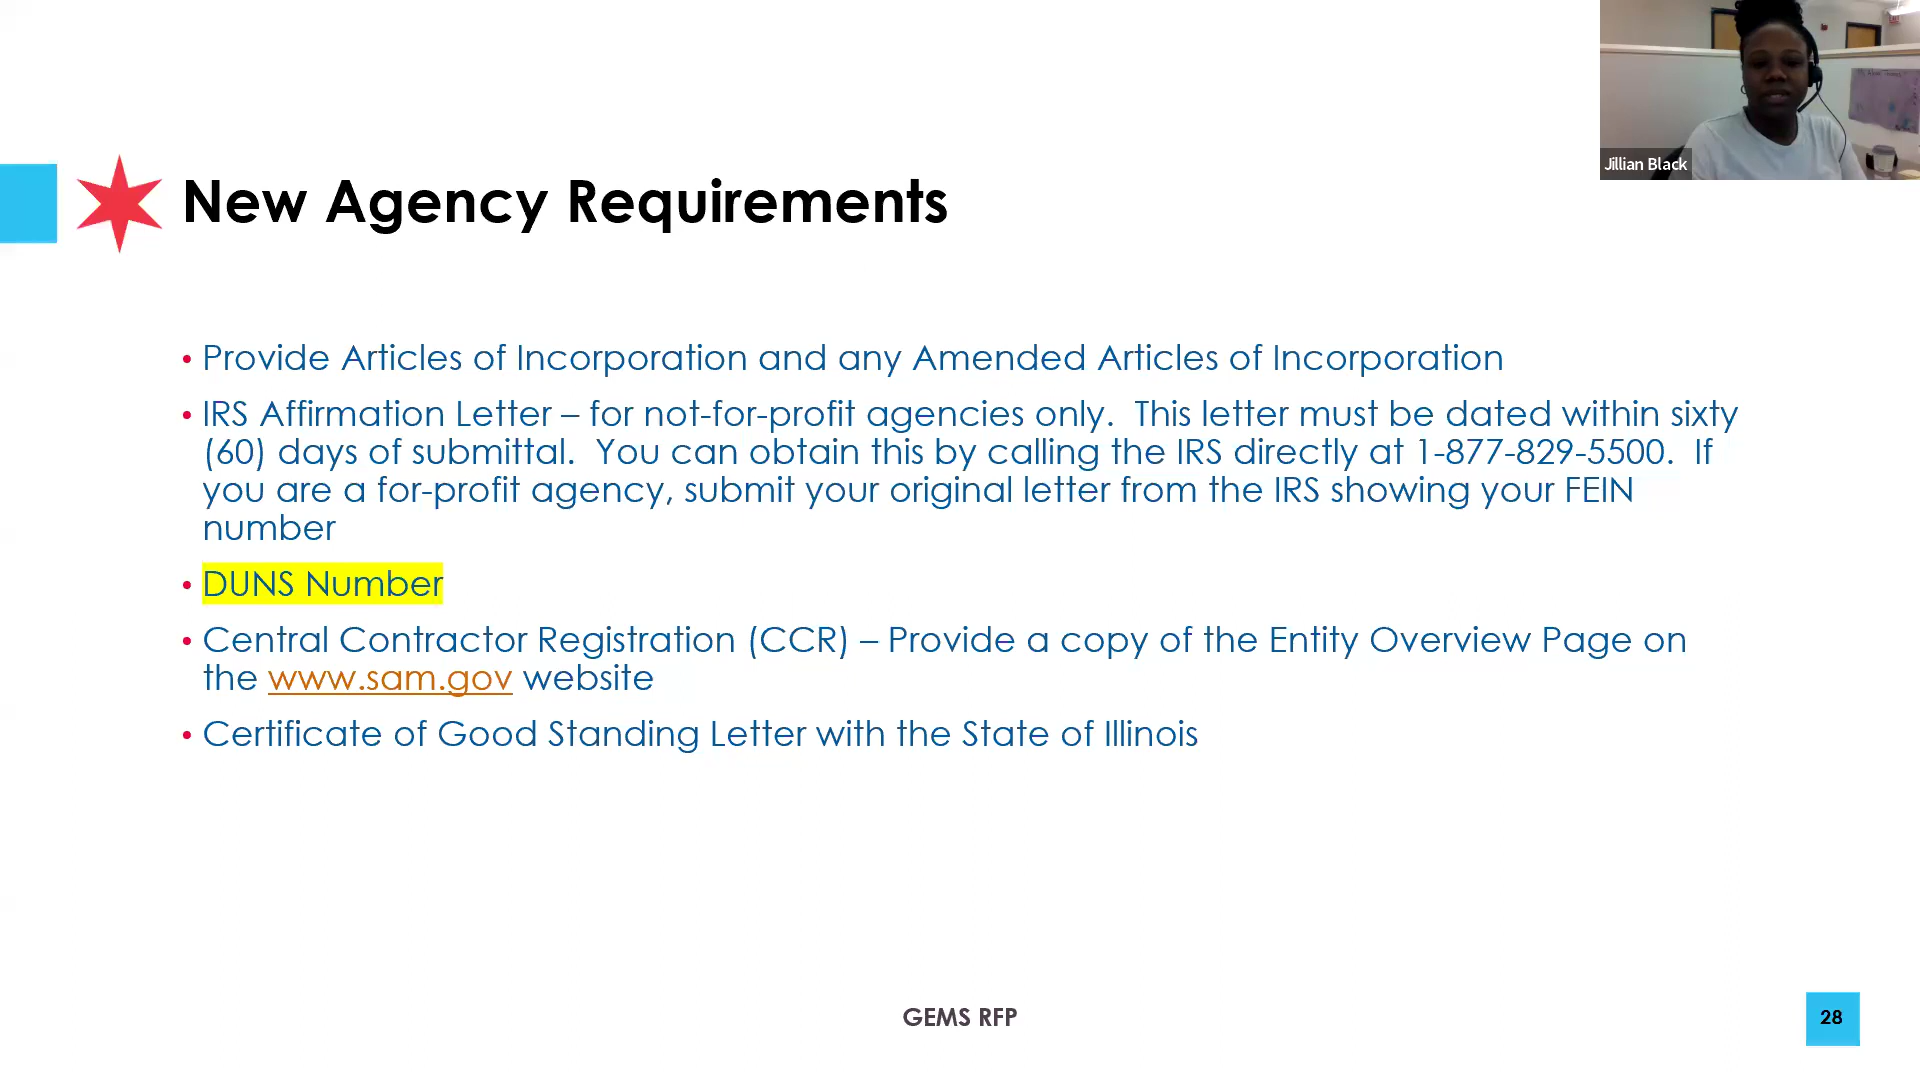 Jillian Black
New Agency Requirements
• Provide Articles of Incorporation and any Amended Articles of Incorporation
• IRS Affirmation Letter – for not-for-profit agencies only.  This letter must be dated within sixty
(60) days of submittal.  You can obtain this by calling the IRS directly at 1-877-829-5500.  If
you are a for-profit agency, submit your original letter from the IRS showing your FEIN
number
• DUNS Number
• Central Contractor Registration (CCR) – Provide a copy of the Entity Overview Page on
the www.sam.gov website
• Certificate of Good Standing Letter with the State of Illinois
GEMS RFP
28